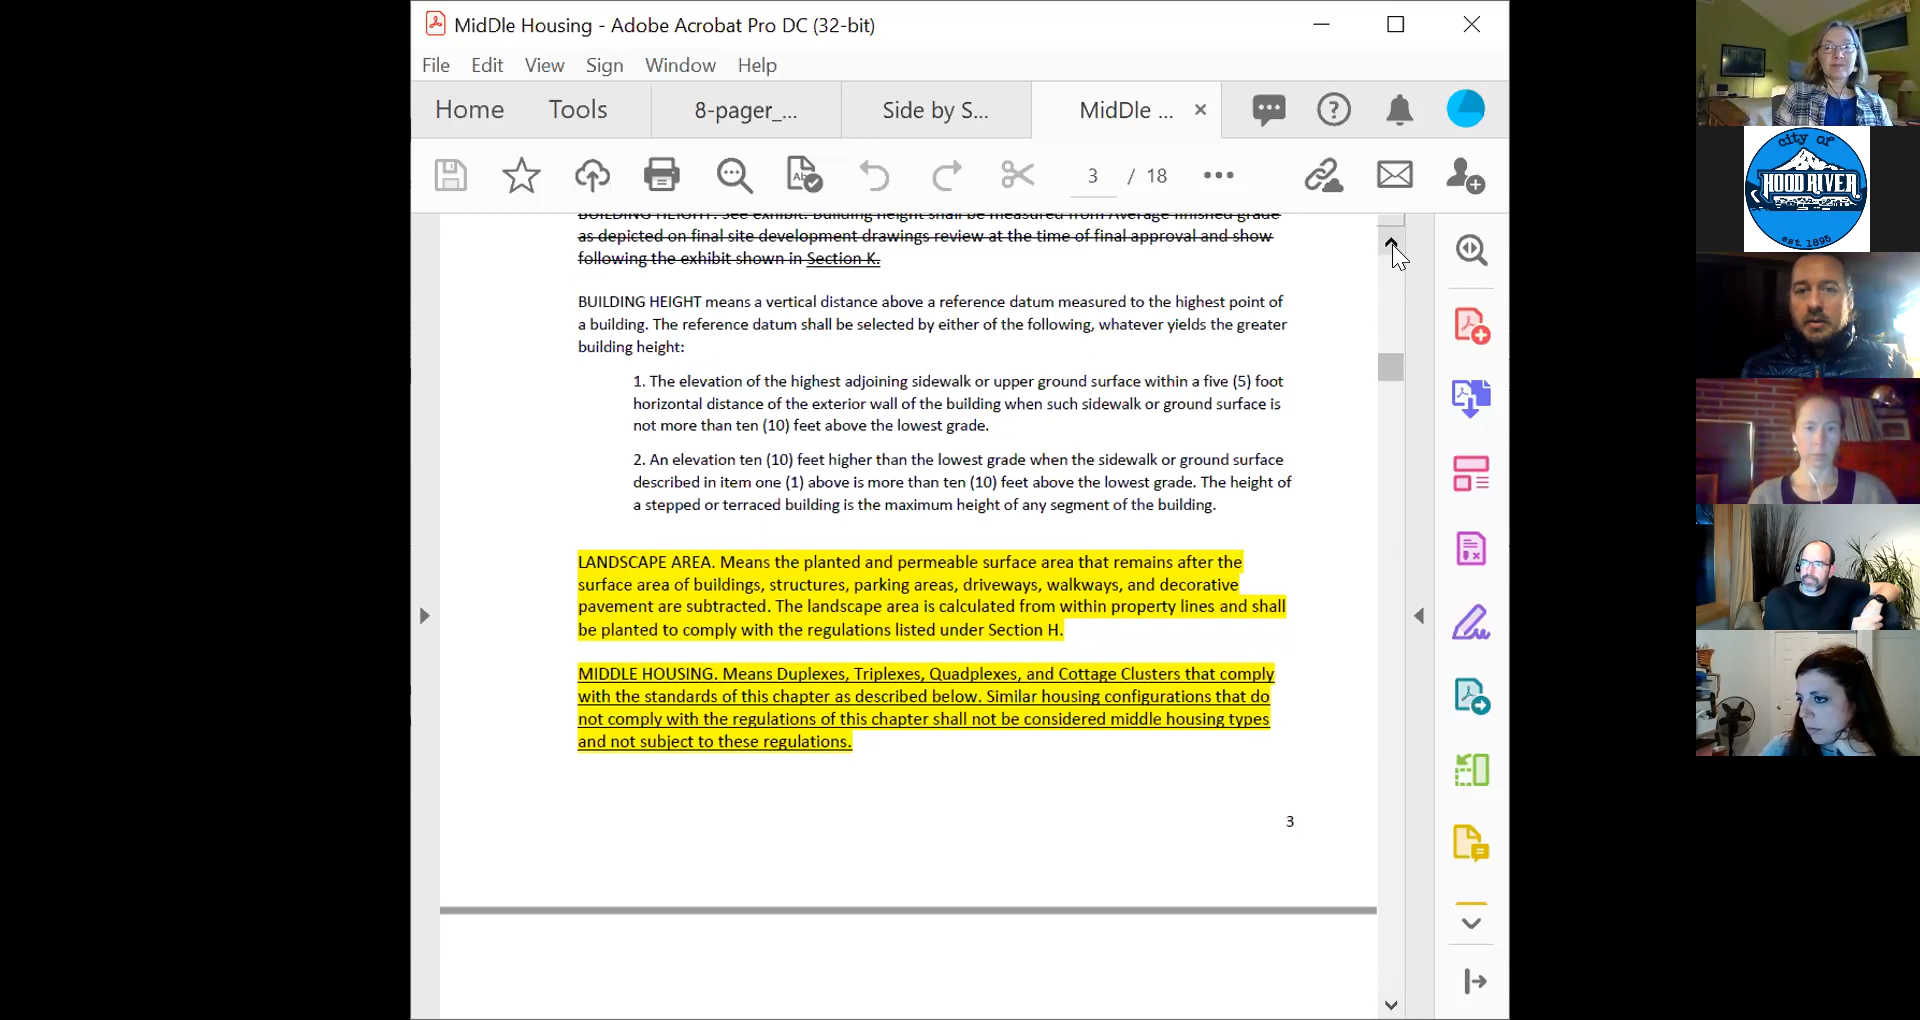 MidDle Housing - Adobe Acrobat Pro DC (32-bit)
File Edit View Sign Window Help
Home Tools 8-pager_... Side by S... MidDle ...
3 / 18
BUILDING HEIGHT. See exhibit. Building height shall be measured from Average finished grade
as depicted on final site development drawings review at the time of final approval and show
following the exhibit shown in Section K.
BUILDING HEIGHT means a vertical distance above a reference datum measured to the highest point of
a building. The reference datum shall be selected by either of the following, whatever yields the greater
building height:
1. The elevation of the highest adjoining sidewalk or upper ground surface within a five (5) foot
horizontal distance of the exterior wall of the building when such sidewalk or ground surface is
not more than ten (10) feet above the lowest grade.
2. An elevation ten (10) feet higher than the lowest grade when the sidewalk or ground surface
described in item one (1) above is more than ten (10) feet above the lowest grade. The height of
a stepped or terraced building is the maximum height of any segment of the building.
LANDSCAPE AREA. Means the planted and permeable surface area that remains after the
surface area of buildings, structures, parking areas, driveways, walkways, and decorative
pavement are subtracted. The landscape area is calculated from within property lines and shall
be planted to comply with the regulations listed under Section H.
MIDDLE HOUSING. Means Duplexes, Triplexes, Quadplexes, and Cottage Clusters that comply
with the standards of this chapter as described below. Similar housing configurations that do
not comply with the regulations of this chapter shall not be considered middle housing types
and not subject to these regulations.
3
city of
HOOD RIVER
est. 1895